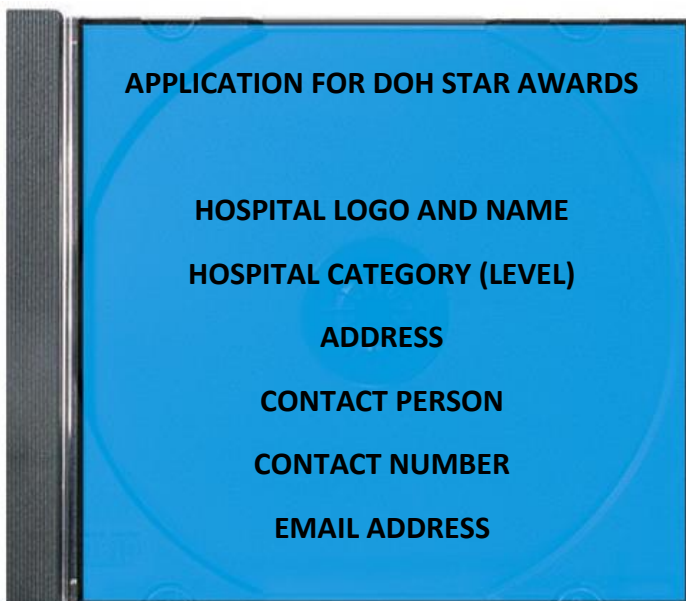 APPLICATION FOR DOH STAR AWARDS
HOSPITAL LOGO AND NAME
HOSPITAL CATEGORY (LEVEL)
ADDRESS
CONTACT PERSON
CONTACT NUMBER
EMAIL ADDRESS